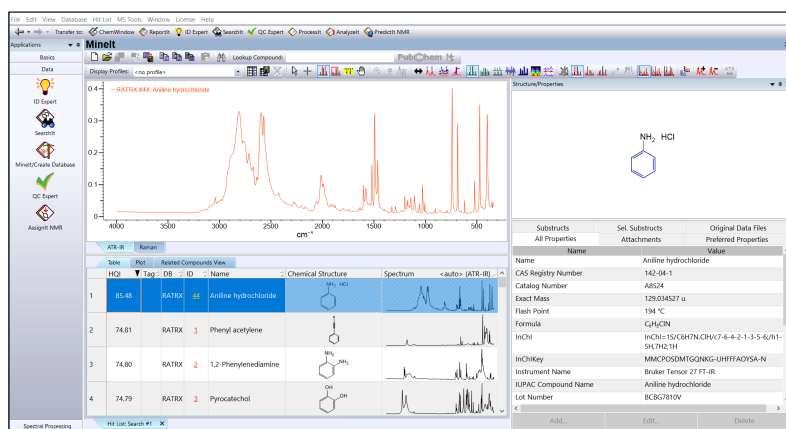 File Edit View Database Hit List MS Tools Window License Help
Transfer to: ChemWindow ReportIt ID Expert SearchIt QC Expert ProcessIt AnalyzeIt PredictIt NMR
Applications
MineIt
Basics
Data
ID Expert
SearchIt
MineIt/Create Database
QC Expert
AssignIt NMR
Spectral Processing
Lookup Compound:
PubChem
Display Profiles: <no profile>
RATRX #44; Aniline hydrochloride
0.4
0.3
0.2
0.1
0
4000 3500 3000 2500 2000 1500 1000 500
cm⁻¹
ATR-IR Raman
Table Plot Related Compounds View
HQI Tag DB ID Name Chemical Structure Spectrum <auto> (ATR-IR)
1 85.48 RATRX 44 Aniline hydrochloride
2 74.81 RATRX 1 Phenyl acetylene
3 74.80 RATRX 2 1,2-Phenylenediamine
NH₂
NH₂
4 74.79 RATRX 3 Pyrocatechol
OH
OH
Hit List: Search #1 X
Structure/Properties
NH₂ HCl
Substructs Sel. Substructs Original Data Files
All Properties Attachments Preferred Properties
Name Value
Name Aniline hydrochloride
CAS Registry Number 142-04-1
Catalog Number A8524
Exact Mass 129.034527 u
Flash Point 194 °C
Formula C₆H₈ClN
InChI InChI=1S/C6H7N.ClH/c7-6-4-2-1-3-5-6;/h1-
5H,7H2;1H
InChIKey MMCPOSDMTGQNKG-UHFFFAOYSA-N
Instrument Name Bruker Tensor 27 FT-IR
IUPAC Compound Name Aniline hydrochloride
Lot Number BCBG7810V
Add... Edit... Delete